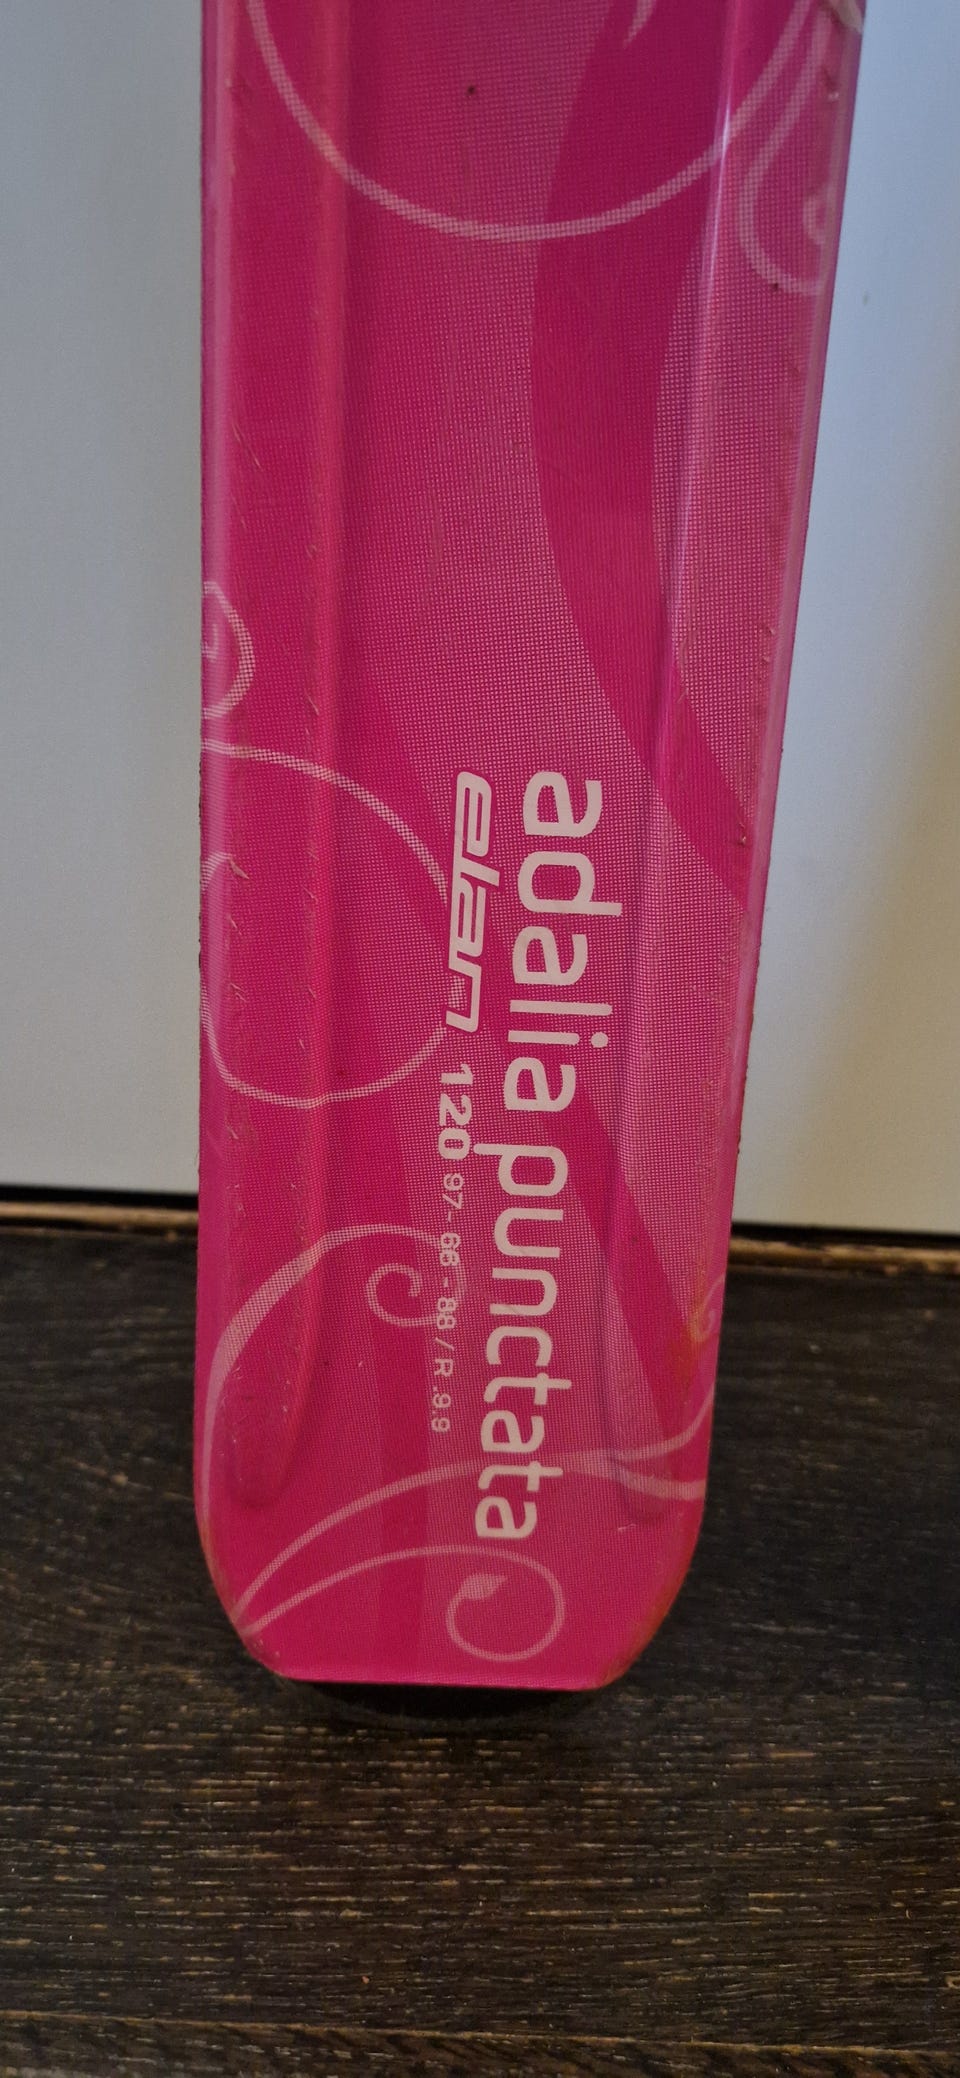 adalia punctata
elan 120 97-66-88 / R .9.9